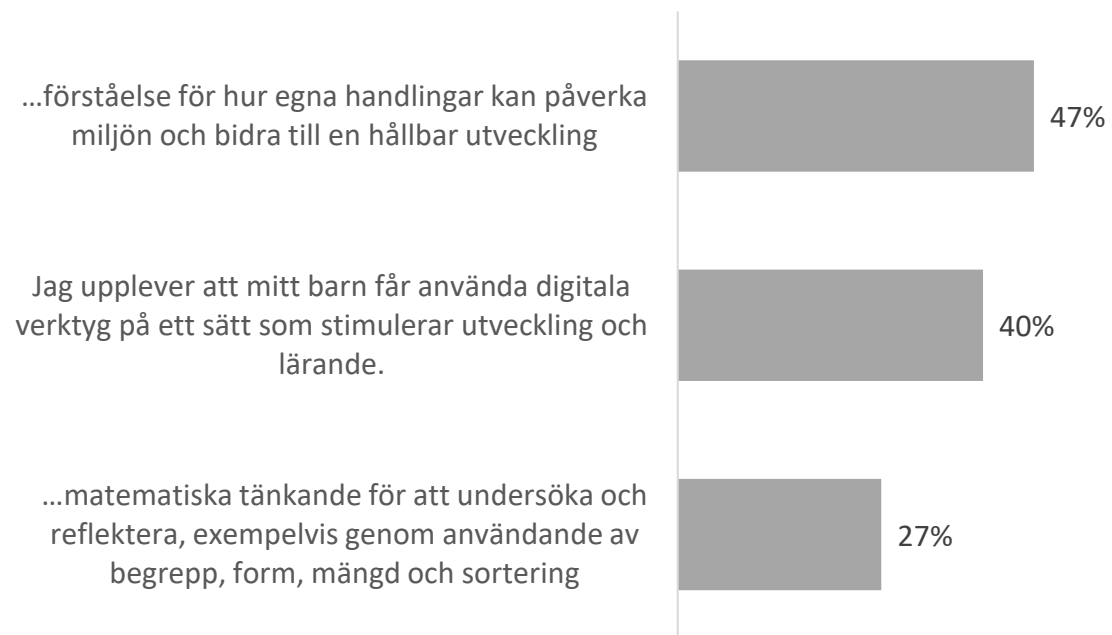 …förståelse för hur egna handlingar kan påverka
miljön och bidra till en hållbar utveckling
47%
Jag upplever att mitt barn får använda digitala
verktyg på ett sätt som stimulerar utveckling och
lärande.
40%
…matematiska tänkande för att undersöka och
reflektera, exempelvis genom användande av
begrepp, form, mängd och sortering
27%